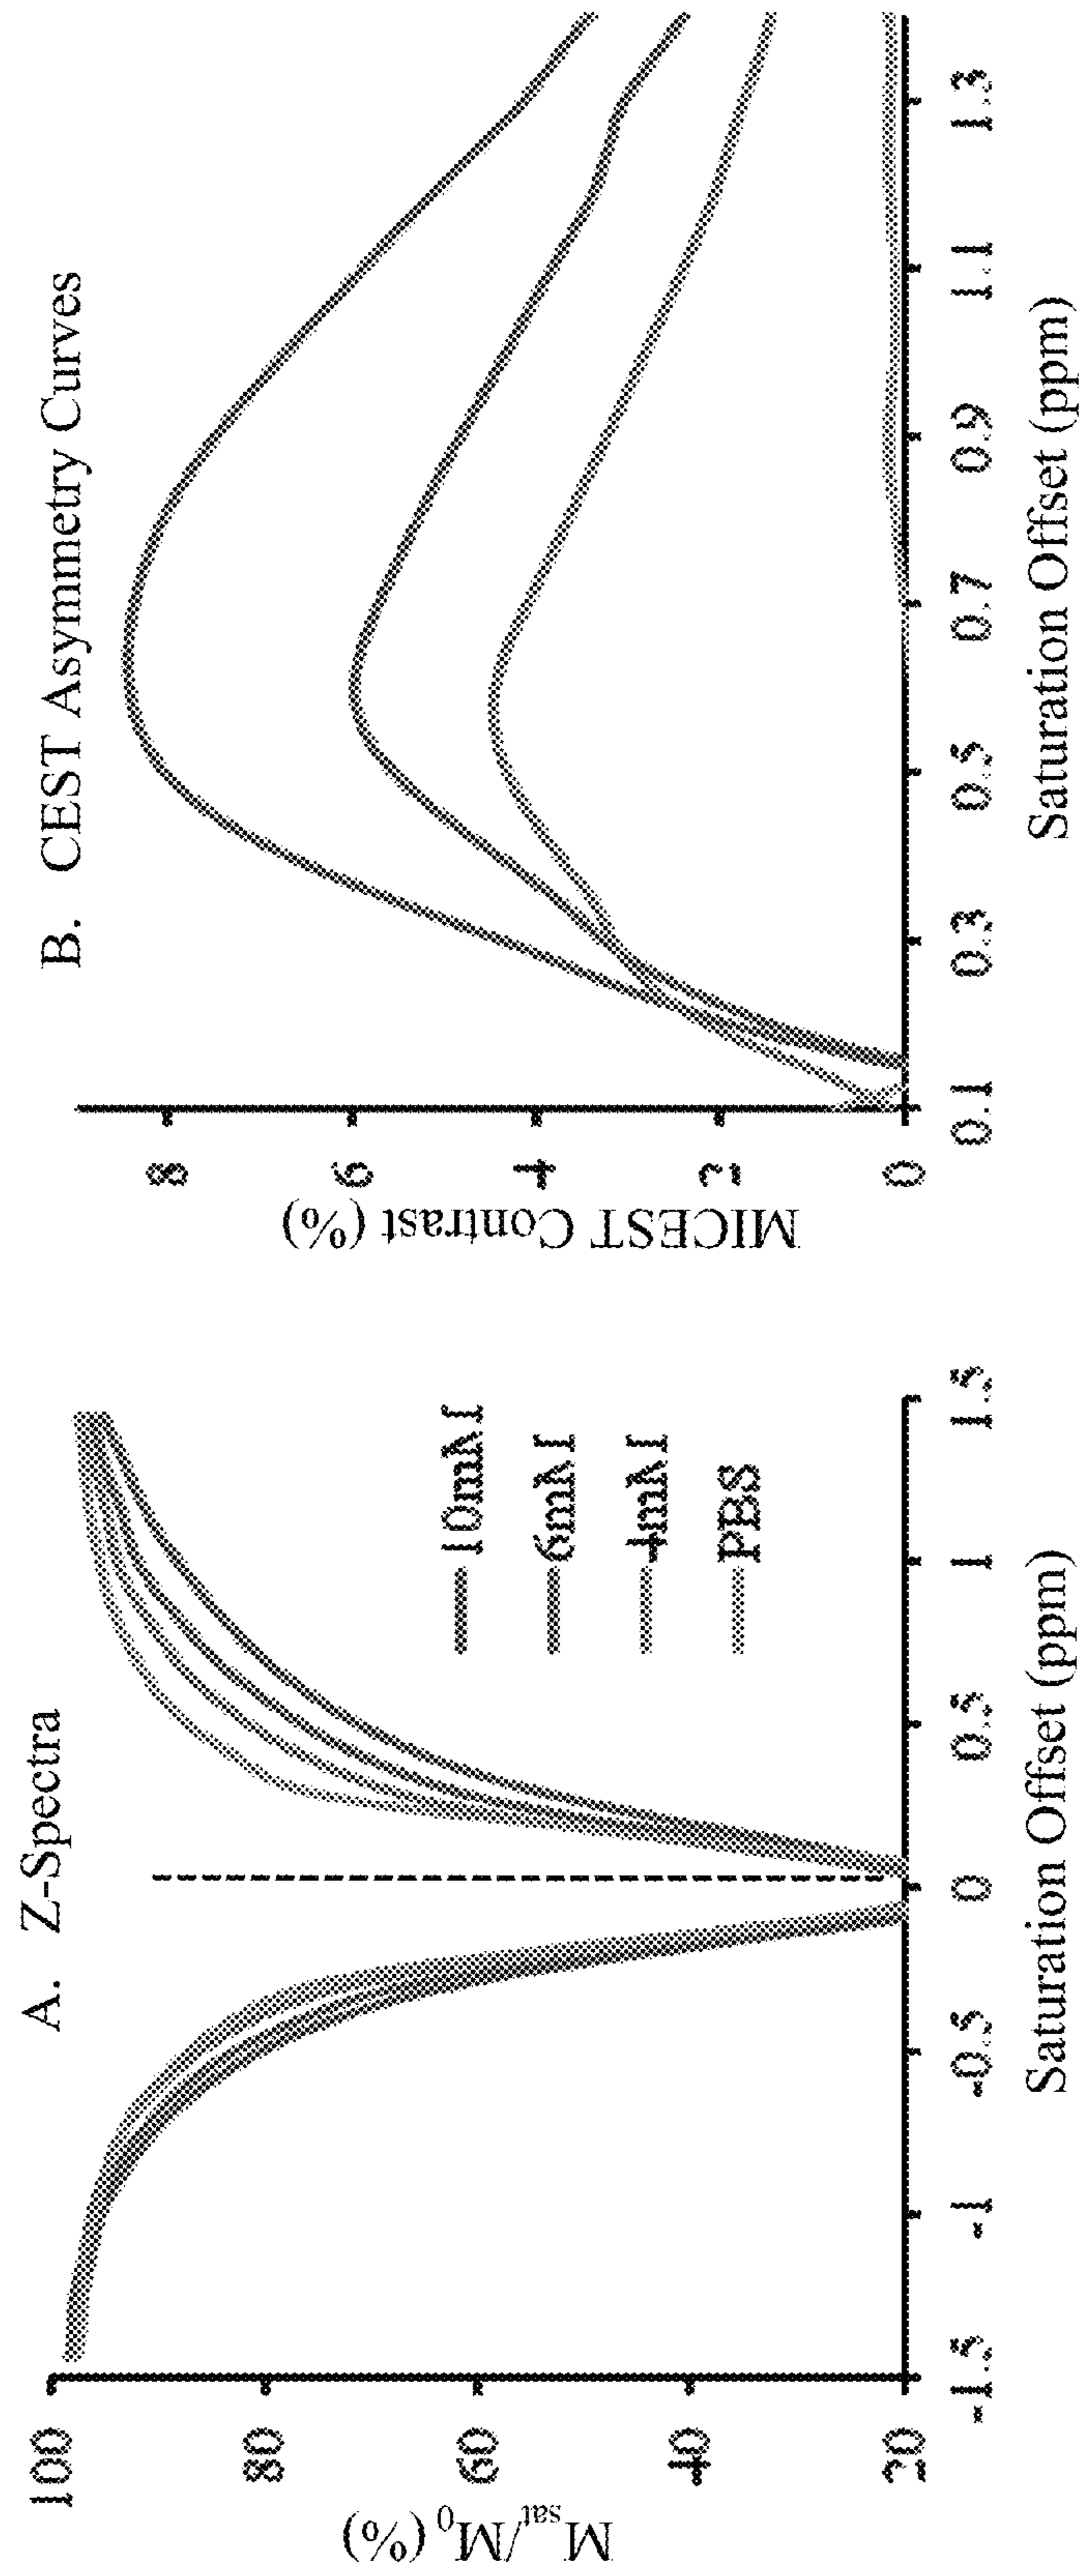 A. Z-Spectra
M_sat/M_0 (%)
100
80
60
40
20
-1.5
-1
-0.5
0
0.5
1
1.5
Saturation Offset (ppm)
10mM
6mM
4mM
PBS
B. CEST Asymmetry Curves
MICEST Contrast (%)
8
6
4
2
0
0.1
0.3
0.5
0.7
0.9
1.1
1.3
Saturation Offset (ppm)